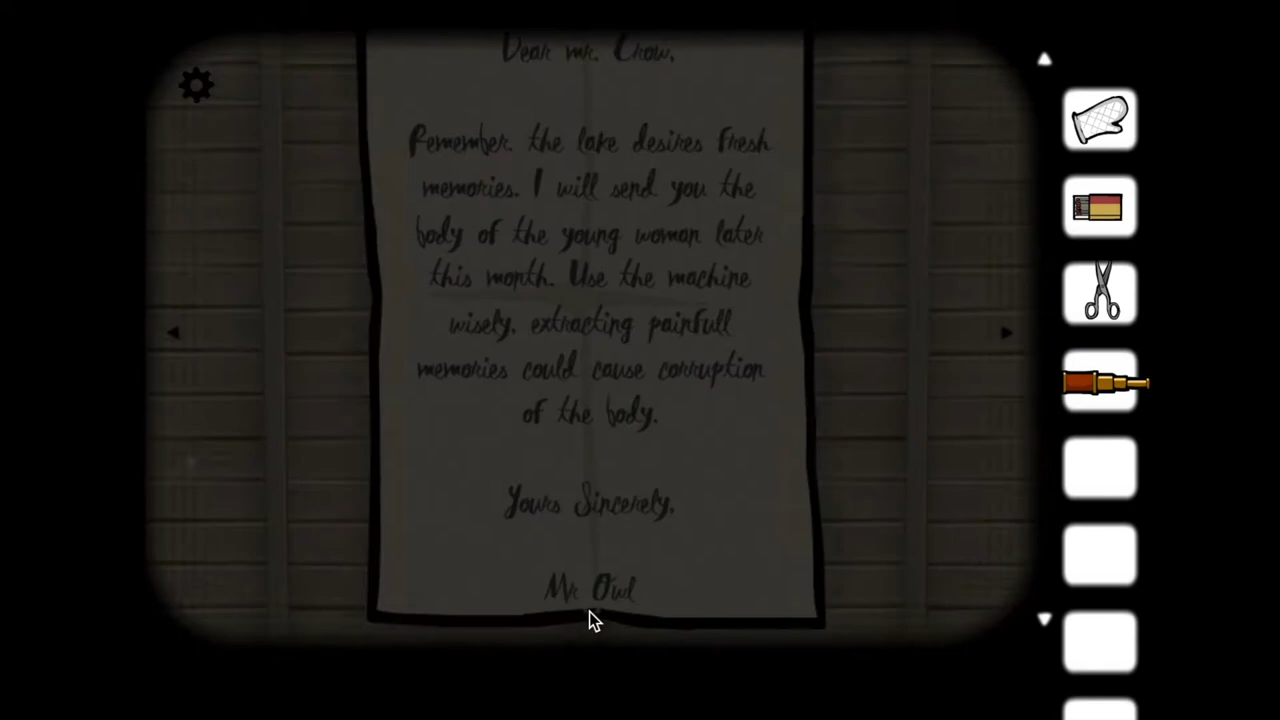 Dear mr. Crow,
Remember, the lake desires fresh
memories. I will send you the
body of the young woman later
this month. Use the machine
wisely, extracting painfull
memories could cause corruption
of the body.
Yours Sincerely,
Mr Owl